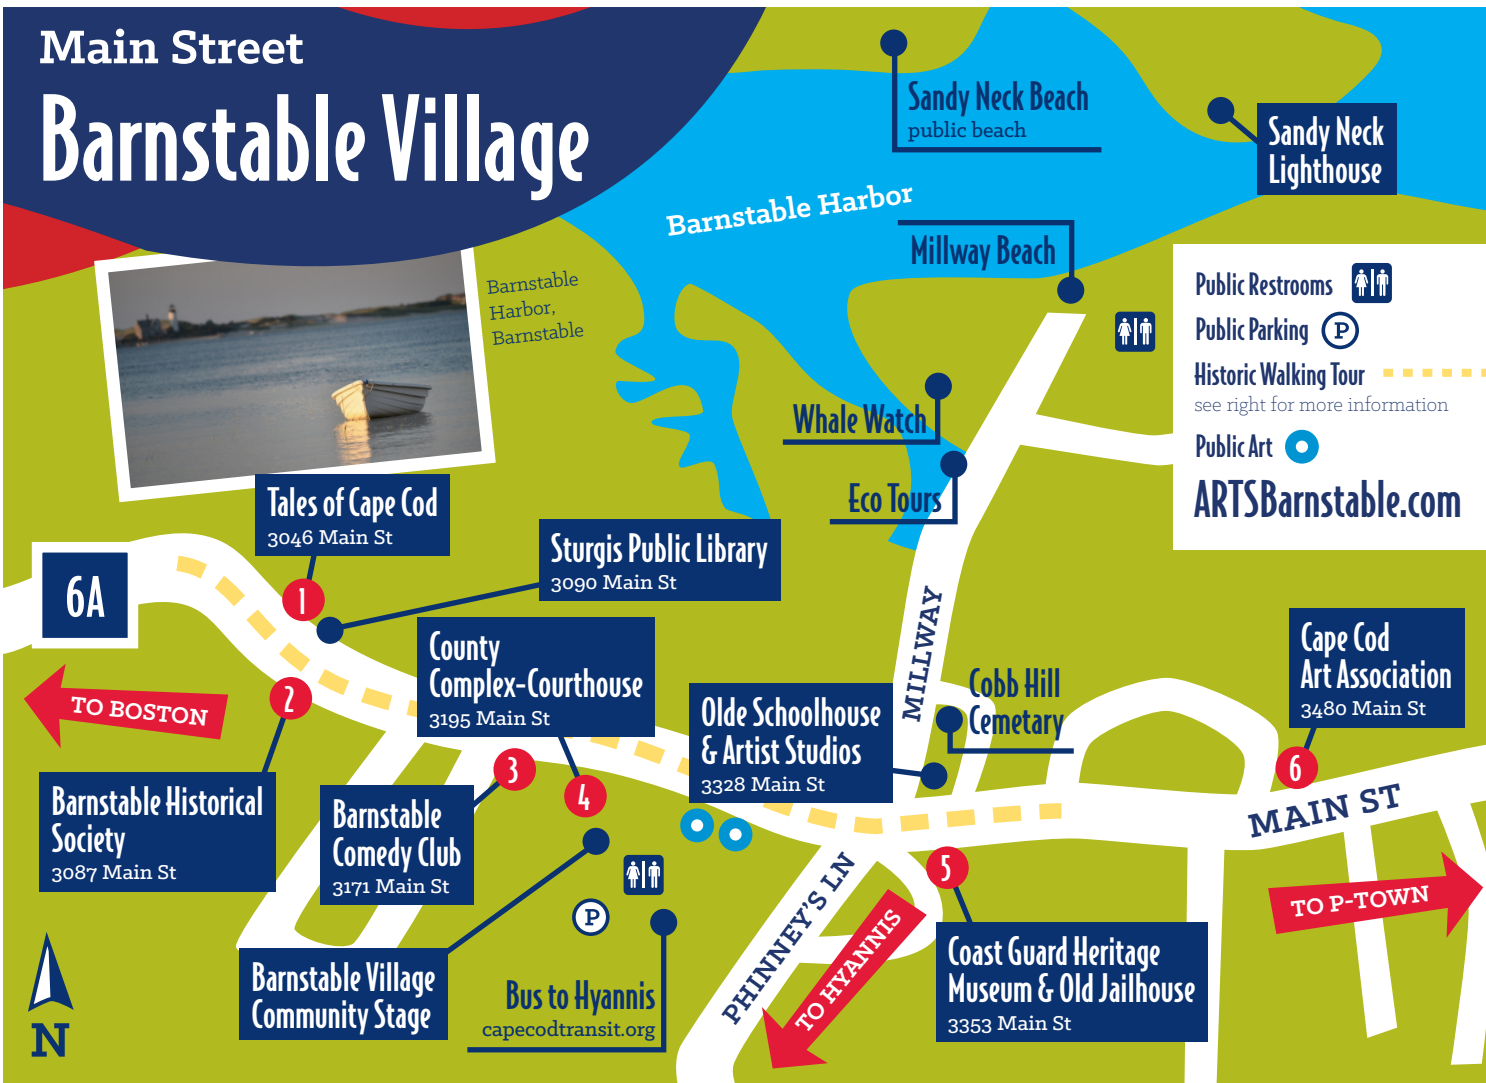 Main Street
Barnstable Village
Sandy Neck Beach
public beach
Sandy Neck
Lighthouse
Barnstable Harbor
Millway Beach
Barnstable
Harbor,
Barnstable
Public Restrooms
Public Parking P
Historic Walking Tour
see right for more information
Public Art
ARTSBarnstable.com
Whale Watch
Eco Tours
Tales of Cape Cod
3046 Main St
Sturgis Public Library
3090 Main St
6A
1
MILLWAY
County
Complex-Courthouse
3195 Main St
Cape Cod
Art Association
3480 Main St
TO BOSTON
2
Olde Schoolhouse
& Artist Studios
3328 Main St
Cobb Hill
Cemetary
3
4
6
MAIN ST
Barnstable Historical
Society
3087 Main St
Barnstable
Comedy Club
3171 Main St
5
P
PHINNEY'S LN
TO HYANNIS
TO P-TOWN
Barnstable Village
Community Stage
Bus to Hyannis
capecodtransit.org
Coast Guard Heritage
Museum & Old Jailhouse
3353 Main St
N